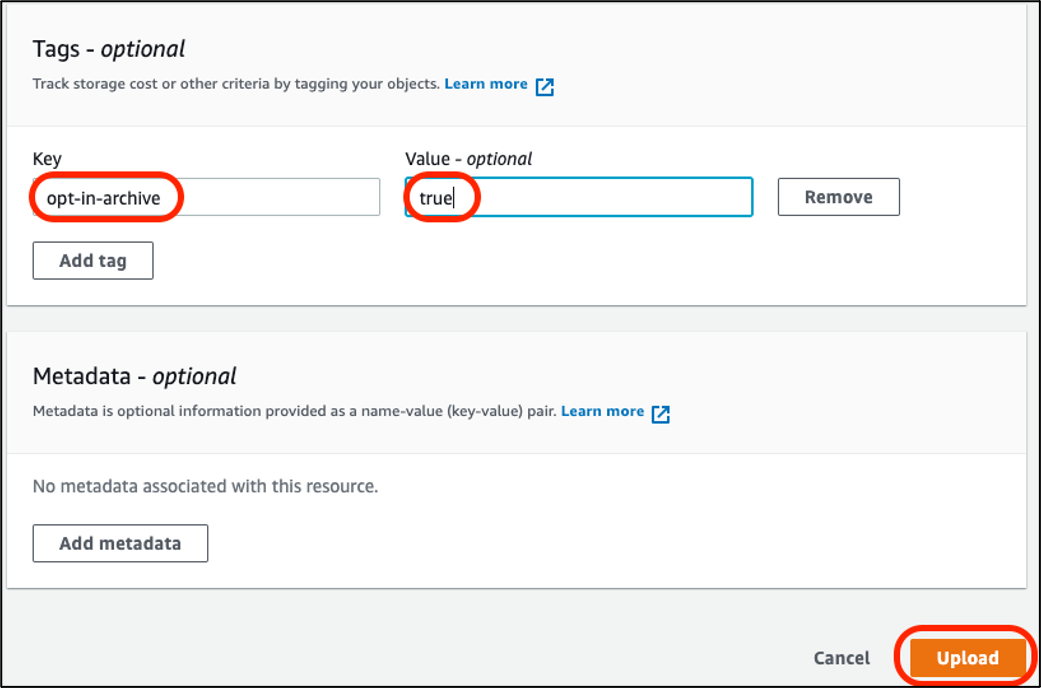 Tags - optional
Track storage cost or other criteria by tagging your objects. Learn more
Key
Value - optional
opt-in-archive
true
Remove
Add tag
Metadata - optional
Metadata is optional information provided as a name-value (key-value) pair. Learn more
No metadata associated with this resource.
Add metadata
Cancel
Upload